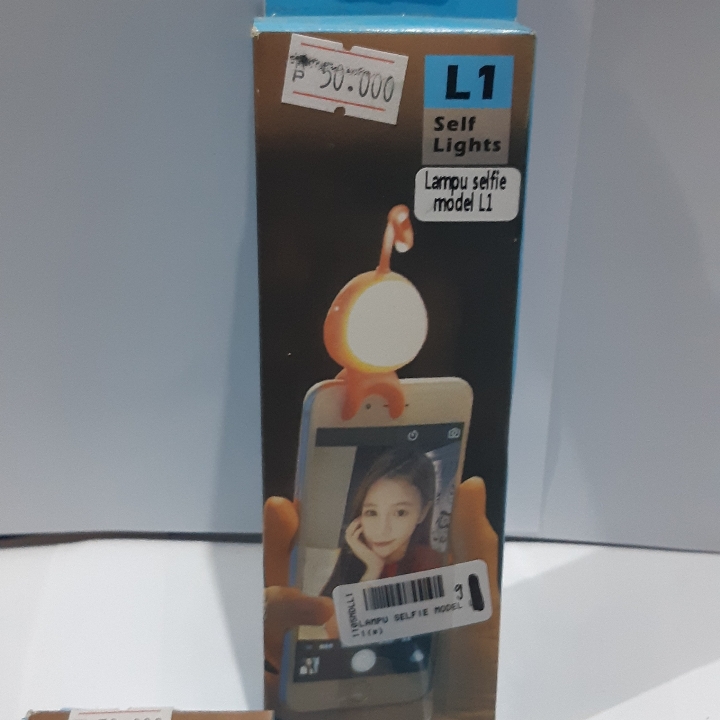 P 50.000
L1
Self
Lights
Lampu selfie
model L1
LAMPU SELFIE MODEL